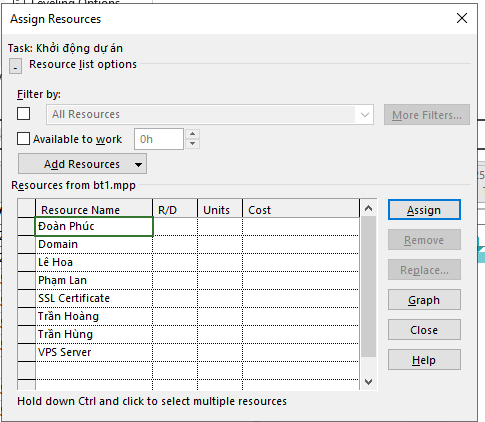 Leveling Options
Assign Resources
Task: Khởi động dự án
- Resource list options
Filter by:
All Resources
More Filters...
Available to work 0h
Add Resources
Resources from bt1.mpp
Resource Name R/D Units Cost
Đoàn Phúc
Domain
Lê Hoa
Phạm Lan
SSL Certificate
Trần Hoàng
Trần Hùng
VPS Server
Assign
Remove
Replace...
Graph
Close
Help
Hold down Ctrl and click to select multiple resources